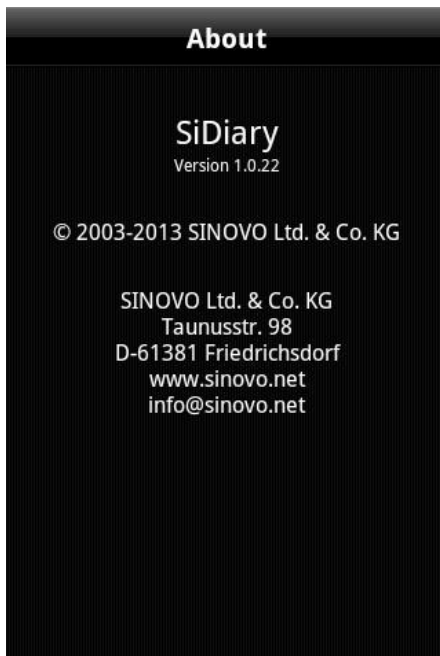 About
SiDiary
Version 1.0.22
© 2003-2013 SINOVO Ltd. & Co. KG
SINOVO Ltd. & Co. KG
Taunusstr. 98
D-61381 Friedrichsdorf
www.sinovo.net
info@sinovo.net